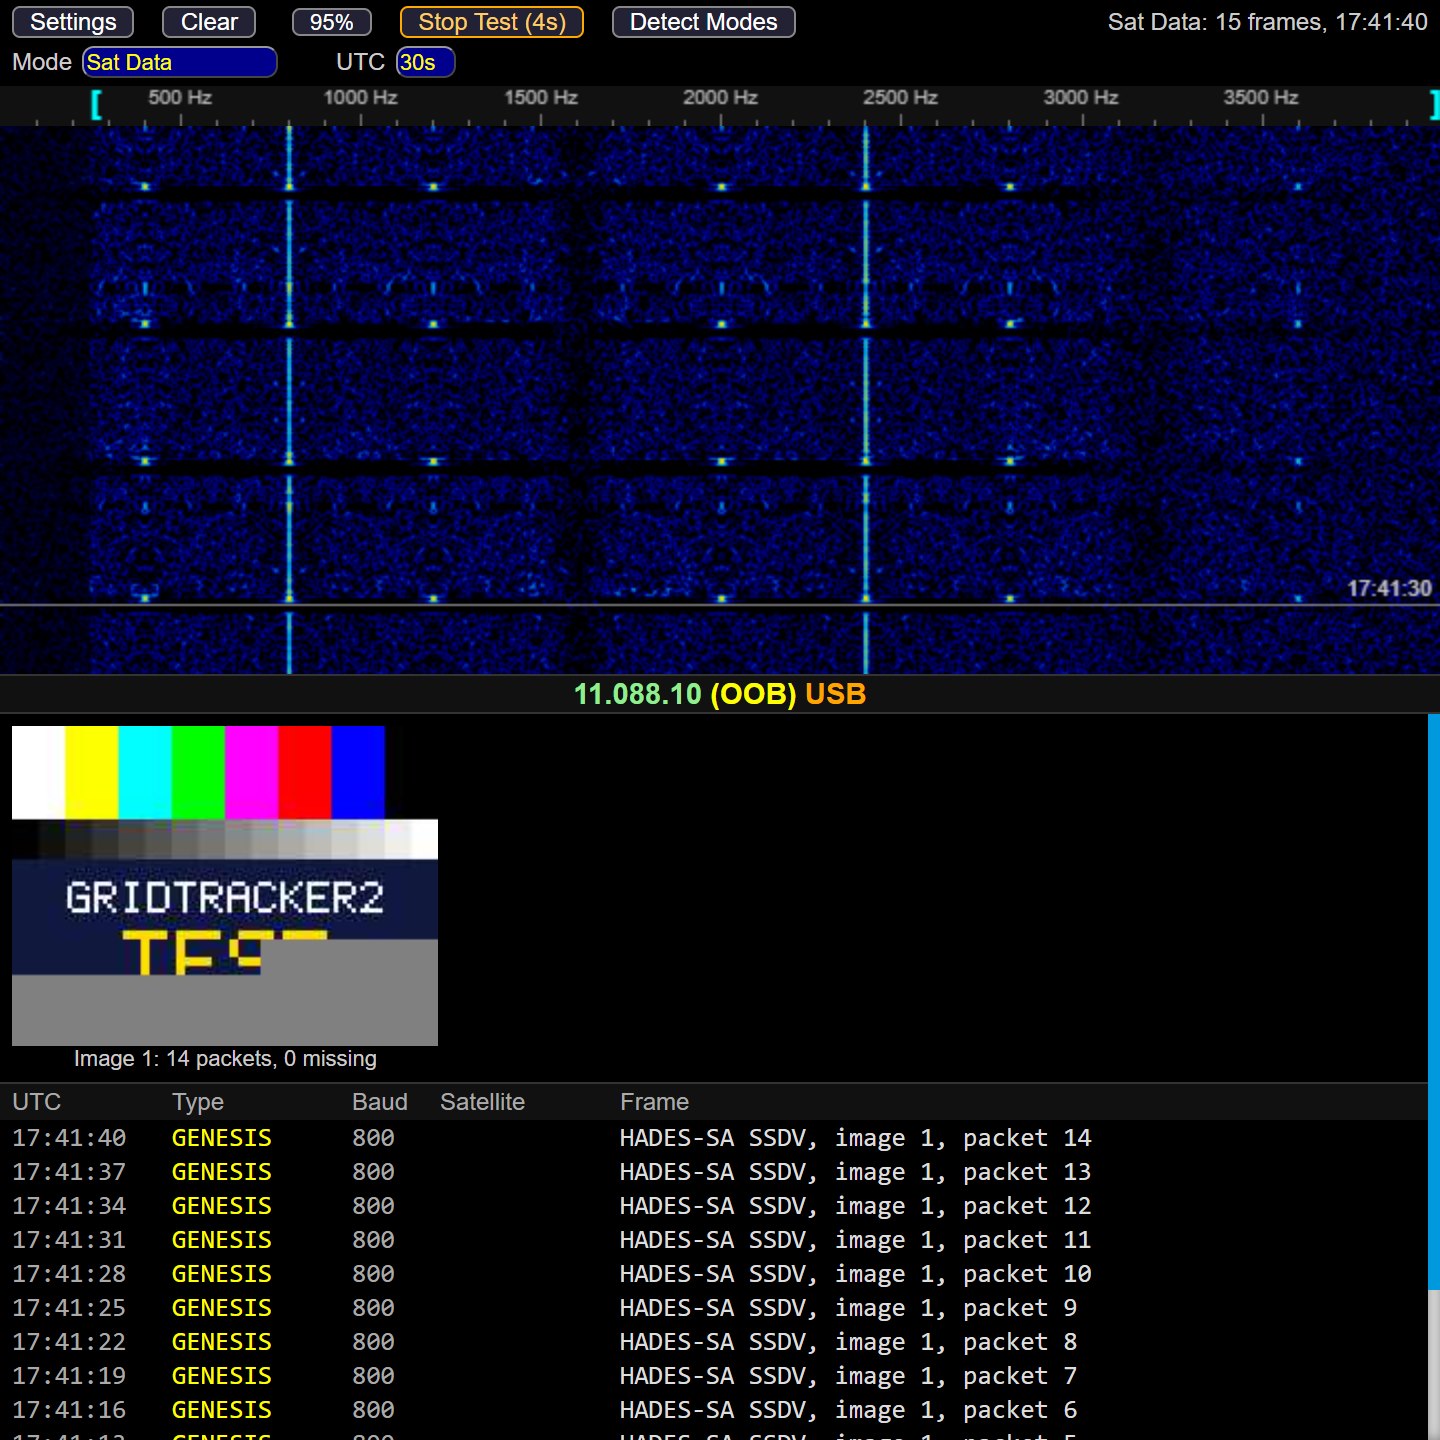 Settings Clear 95% Stop Test (4s) Detect Modes Sat Data: 15 frames, 17:41:40
Mode Sat Data UTC 30s
[ 500 Hz 1000 Hz 1500 Hz 2000 Hz 2500 Hz 3000 Hz 3500 Hz ]
17:41:30
11.088.10 (OOB) USB
GRIDTRACKER2
Image 1: 14 packets, 0 missing
UTC Type Baud Satellite Frame
17:41:40 GENESIS 800 HADES-SA SSDV, image 1, packet 14
17:41:37 GENESIS 800 HADES-SA SSDV, image 1, packet 13
17:41:34 GENESIS 800 HADES-SA SSDV, image 1, packet 12
17:41:31 GENESIS 800 HADES-SA SSDV, image 1, packet 11
17:41:28 GENESIS 800 HADES-SA SSDV, image 1, packet 10
17:41:25 GENESIS 800 HADES-SA SSDV, image 1, packet 9
17:41:22 GENESIS 800 HADES-SA SSDV, image 1, packet 8
17:41:19 GENESIS 800 HADES-SA SSDV, image 1, packet 7
17:41:16 GENESIS 800 HADES-SA SSDV, image 1, packet 6